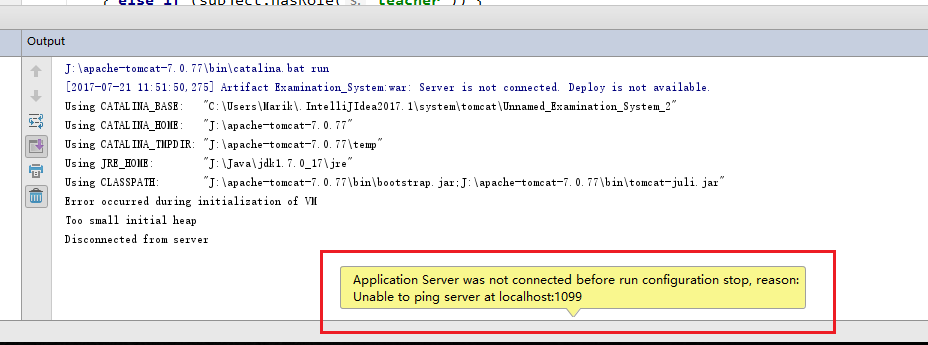 } else if (subject.hasRole( s: "teacher")) {
Output
J:\apache-tomcat-7.0.77\bin\catalina.bat run
[2017-07-21 11:51:50,275] Artifact Examination_System:war: Server is not connected. Deploy is not available.
Using CATALINA_BASE:   "C:\Users\Marik\.IntelliJIdea2017.1\system\tomcat\Unnamed_Examination_System_2"
Using CATALINA_HOME:   "J:\apache-tomcat-7.0.77"
Using CATALINA_TMPDIR: "J:\apache-tomcat-7.0.77\temp"
Using JRE_HOME:        "J:\Java\jdk1.7.0_17\jre"
Using CLASSPATH:       "J:\apache-tomcat-7.0.77\bin\bootstrap.jar;J:\apache-tomcat-7.0.77\bin\tomcat-juli.jar"
Error occurred during initialization of VM
Too small initial heap
Disconnected from server
Application Server was not connected before run configuration stop, reason:
Unable to ping server at localhost:1099